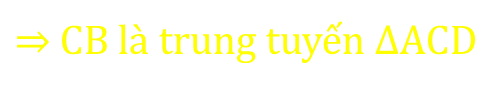 ⇒ CB là trung tuyến ΔACD